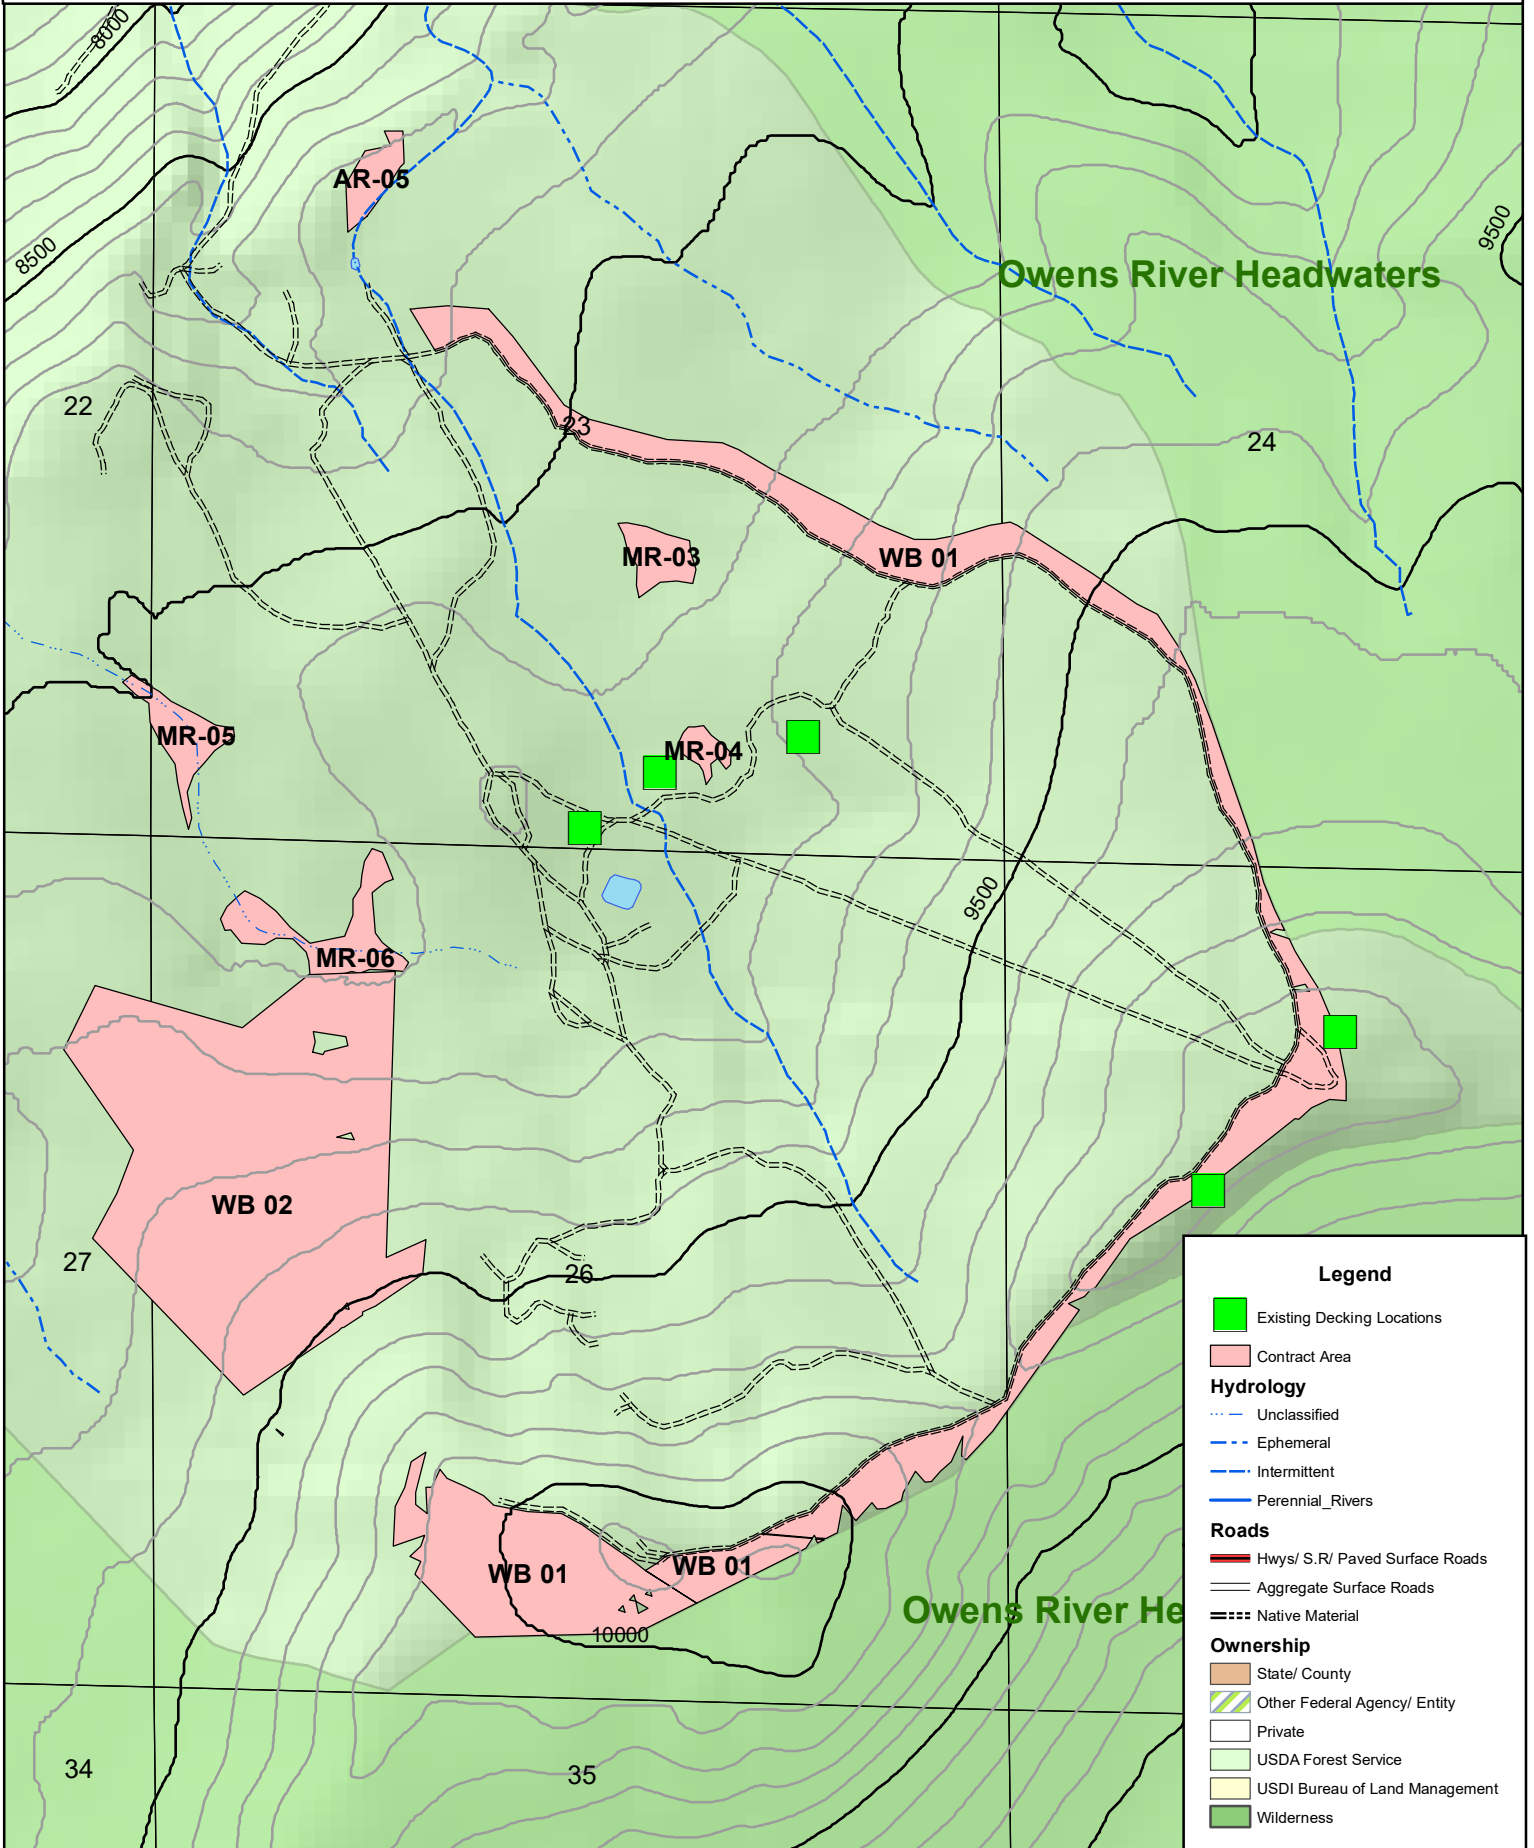 8000
AR-05
8500
9500
Owens River Headwaters
22
23
24
MR-03
WB 01
MR-05
MR-04
9500
MR-06
WB 02
27
26
WB 01
WB 01
10000
Owens River He
34
35
Legend
Existing Decking Locations
Contract Area
Hydrology
Unclassified
Ephemeral
Intermittent
Perennial_Rivers
Roads
Hwys/ S.R/ Paved Surface Roads
Aggregate Surface Roads
Native Material
Ownership
State/ County
Other Federal Agency/ Entity
Private
USDA Forest Service
USDI Bureau of Land Management
Wilderness